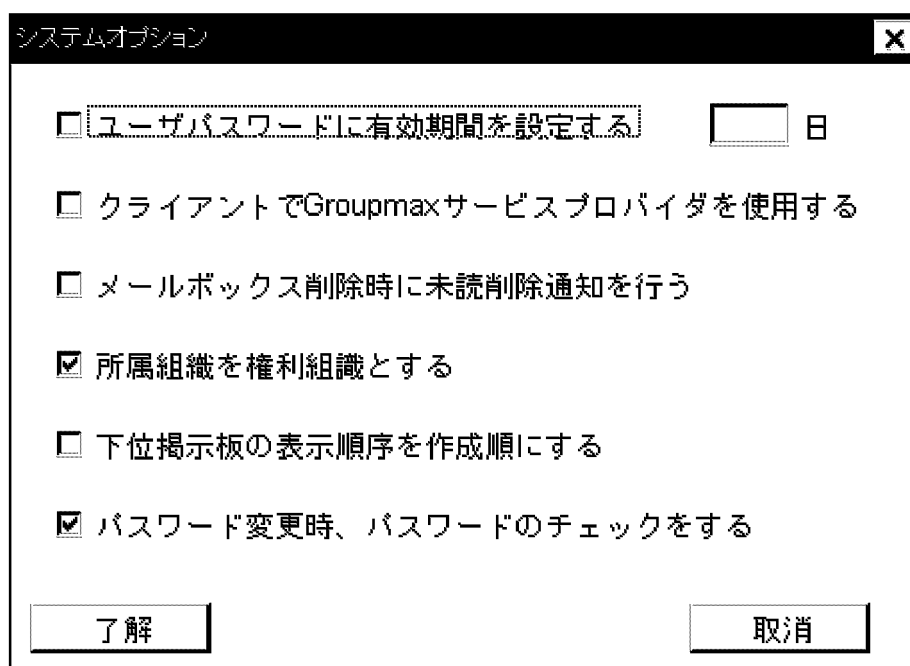 システムオプション
ユーザパスワードに有効期間を設定する 日
クライアントでGroupmaxサービスプロバイダを使用する
メールボックス削除時に未読削除通知を行う
所属組織を権利組織とする
下位掲示板の表示順序を作成順にする
パスワード変更時、パスワードのチェックをする
了解 取消